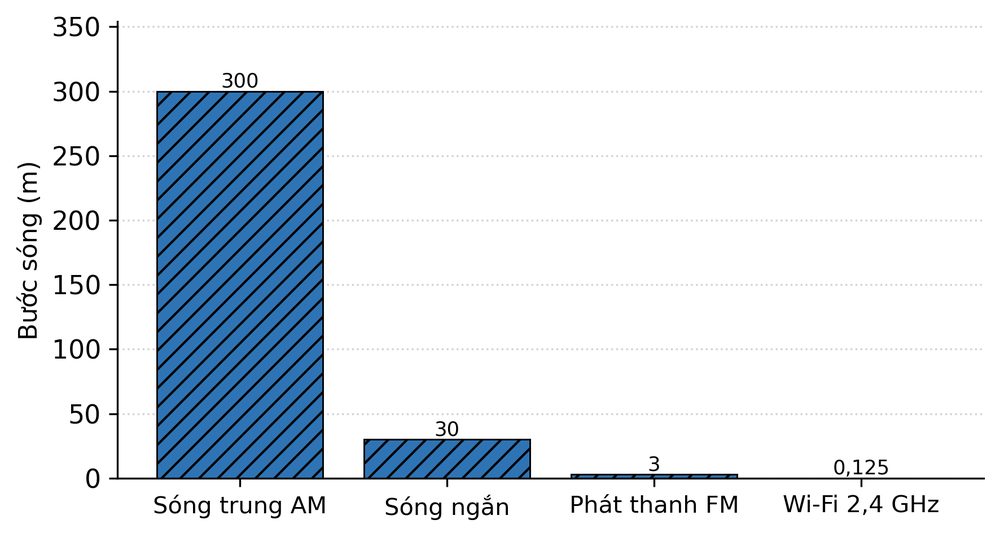 Bước sóng (m)
350
300
250
200
150
100
50
0
300
30
3
0,125
Sóng trung AM
Sóng ngắn
Phát thanh FM
Wi-Fi 2,4 GHz